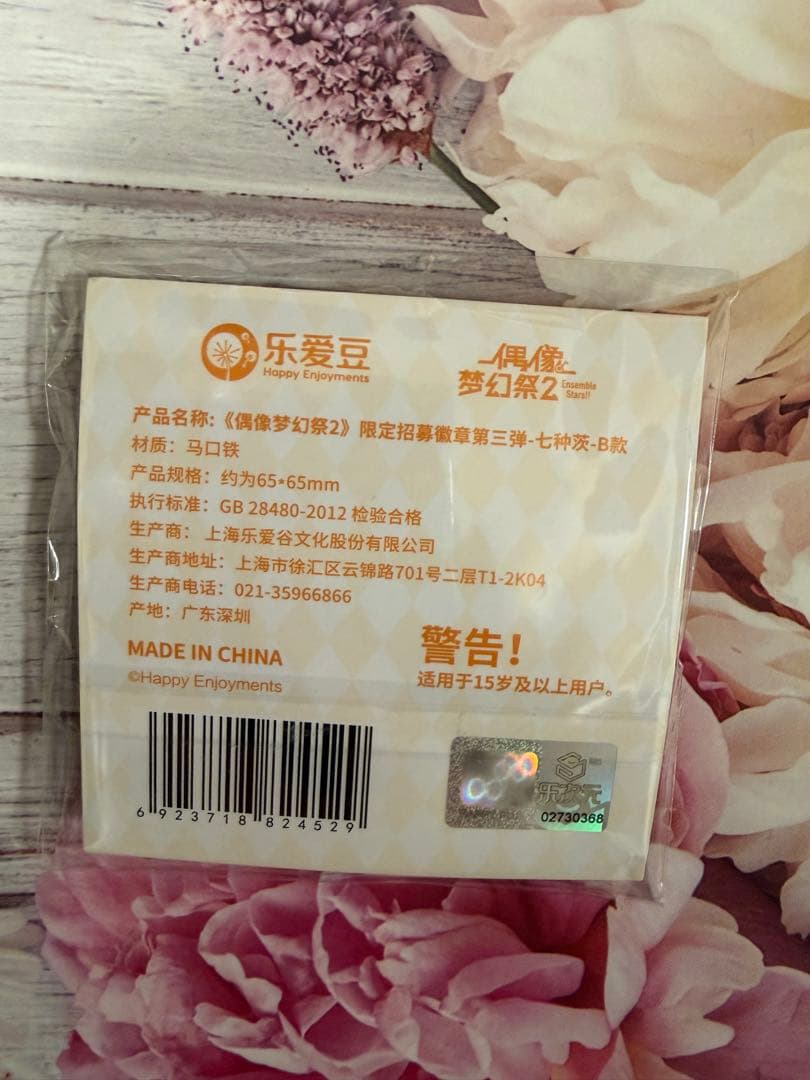 乐爱豆
Happy Enjoyments
偶像
梦幻祭2 Ensemble Stars!!
产品名称：《偶像梦幻祭2》限定招募徽章第三弹-七种茨-B款
材质：马口铁
产品规格：约为65*65mm
执行标准：GB 28480-2012 检验合格
生产商：上海乐爱谷文化股份有限公司
生产商地址：上海市徐汇区云锦路701号二层T1-2K04
生产商电话：021-35966866
产地：广东深圳
MADE IN CHINA
©Happy Enjoyments
警告！
适用于15岁及以上用户。
6 923718 824529
乐次元
02730368